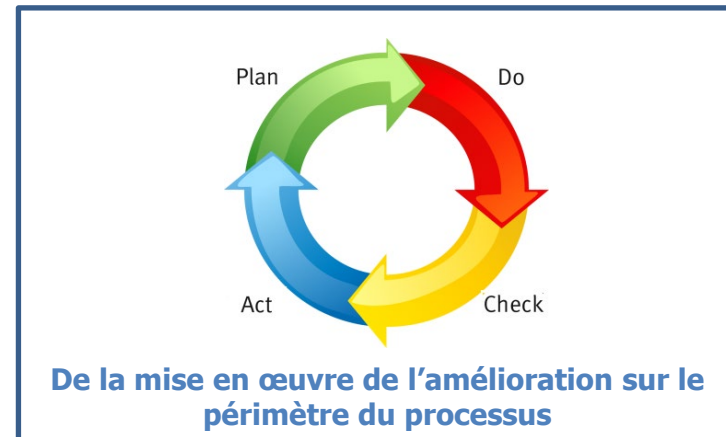 Plan
Do
Act
Check
De la mise en œuvre de l’amélioration sur le
périmètre du processus